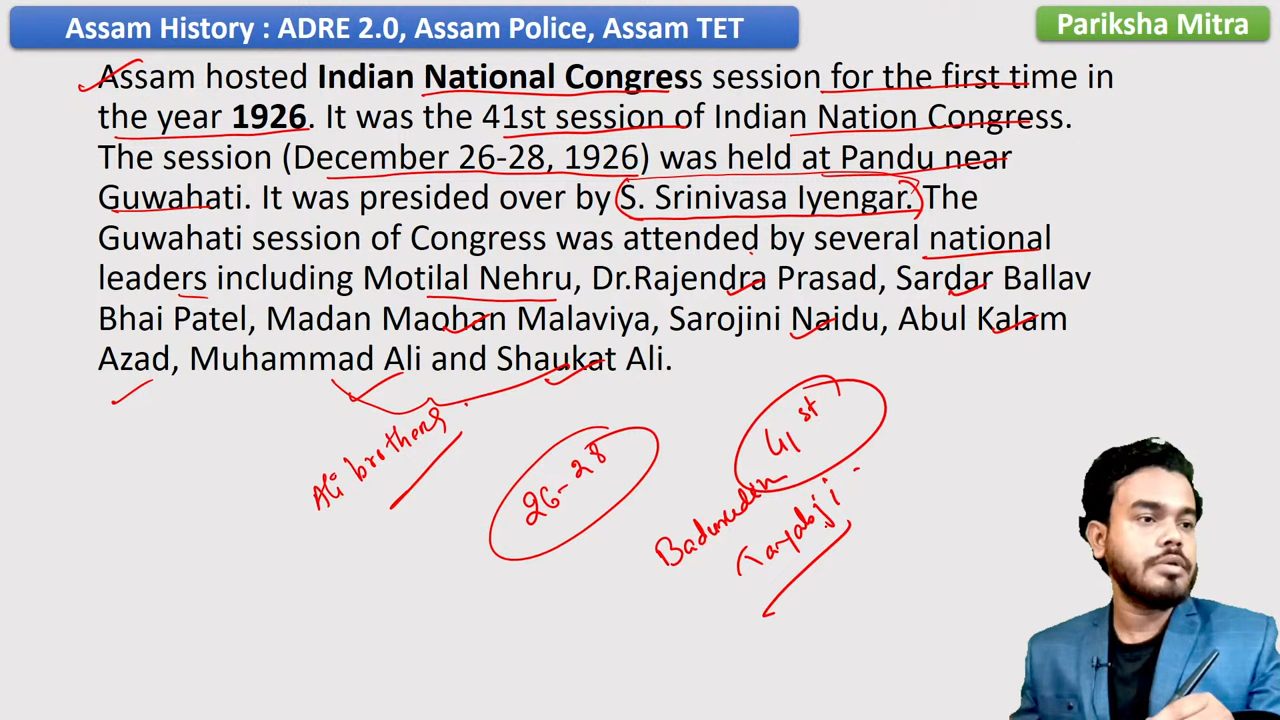 Assam History : ADRE 2.0, Assam Police, Assam TET
Pariksha Mitra
Assam hosted Indian National Congress session for the first time in
the year 1926. It was the 41st session of Indian Nation Congress.
The session (December 26-28, 1926) was held at Pandu near
Guwahati. It was presided over by S. Srinivasa Iyengar. The
Guwahati session of Congress was attended by several national
leaders including Motilal Nehru, Dr.Rajendra Prasad, Sardar Ballav
Bhai Patel, Madan Maohan Malaviya, Sarojini Naidu, Abul Kalam
Azad, Muhammad Ali and Shaukat Ali.
Ali brothers
26-28
41st
Tayabji